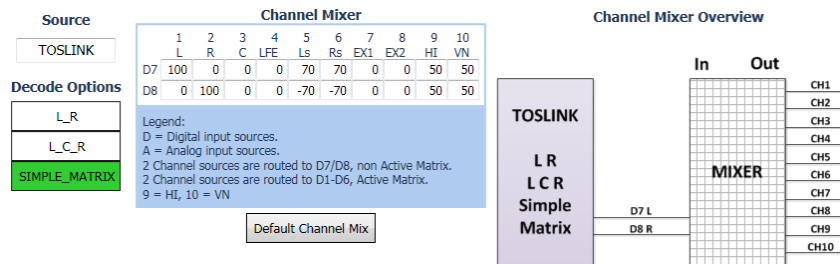 Source
TOSLINK
Decode Options
L_R
L_C_R
SIMPLE_MATRIX
Channel Mixer
1 2 3 4 5 6 7 8 9 10
L R C LFE Ls Rs EX1 EX2 HI VN
D7 100 0 0 0 70 70 0 0 50 50
D8 0 100 0 0 -70 -70 0 0 50 50
Legend:
D = Digital input sources.
A = Analog input sources.
2 Channel sources are routed to D7/D8, non Active Matrix.
2 Channel sources are routed to D1-D6, Active Matrix.
9 = HI, 10 = VN
Default Channel Mix
Channel Mixer Overview
In Out
TOSLINK
L R
L C R
Simple
Matrix
D7 L
D8 R
MIXER
CH1
CH2
CH3
CH4
CH5
CH6
CH7
CH8
CH9
CH10